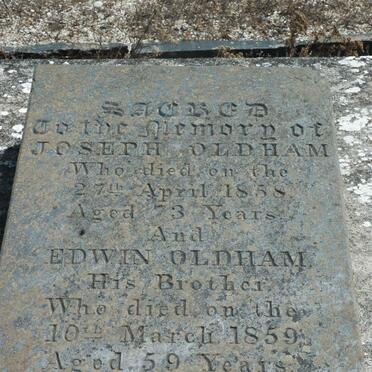 SACRED
To the Memory of
JOSEPH OLDHAM
Who died on the
27th April 1858
Aged 73 Years
And
EDWIN OLDHAM
His Brother
Who died on the
10th March 1859
Aged 59 Years